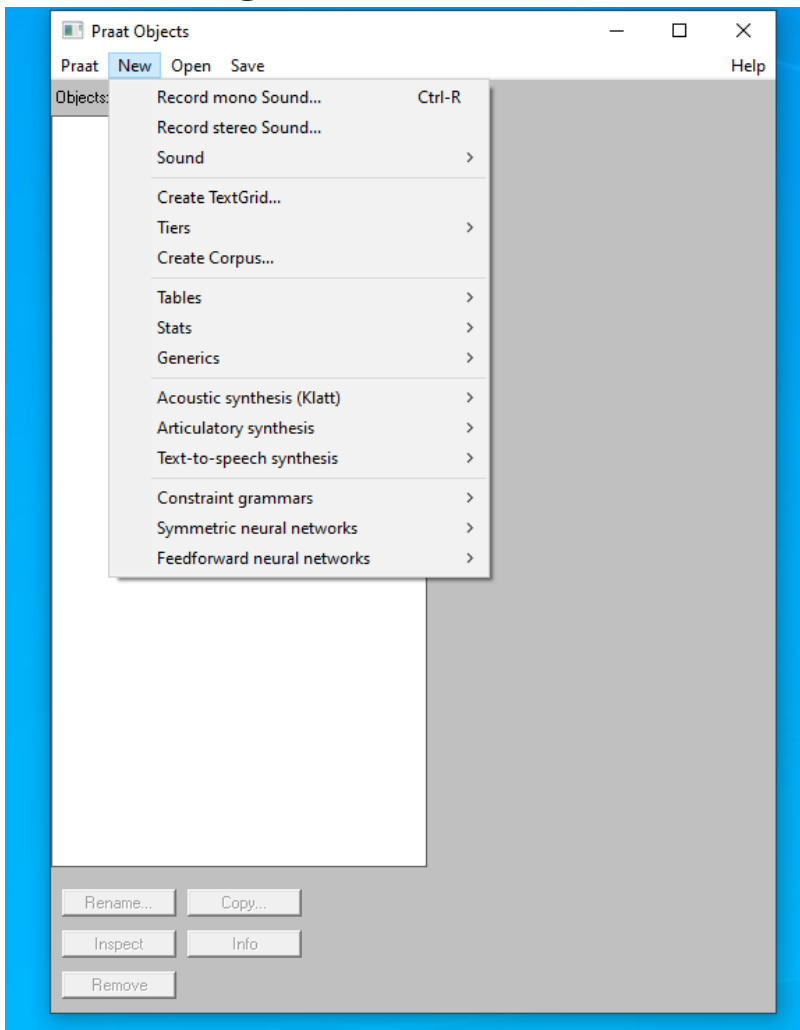 Praat Objects
Praat New Open Save Help
Objects:
Record mono Sound... Ctrl-R
Record stereo Sound...
Sound
Create TextGrid...
Tiers
Create Corpus...
Tables
Stats
Generics
Acoustic synthesis (Klatt)
Articulatory synthesis
Text-to-speech synthesis
Constraint grammars
Symmetric neural networks
Feedforward neural networks
Rename... Copy...
Inspect Info
Remove